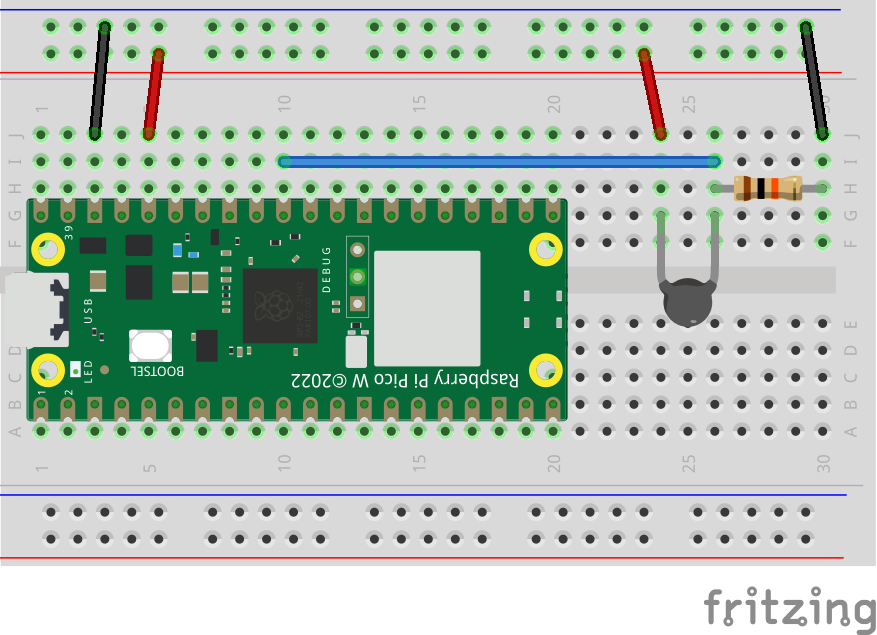 1 10 15 20 25 30
J J
I I
H H
G G
F F
39
DEBUG
USB
E
D D
BOOTSEL
LED
Raspberry Pi Pico W ©2022
C C
1 2
B B
A A
1 5 10 15 20 25 30
fritzing